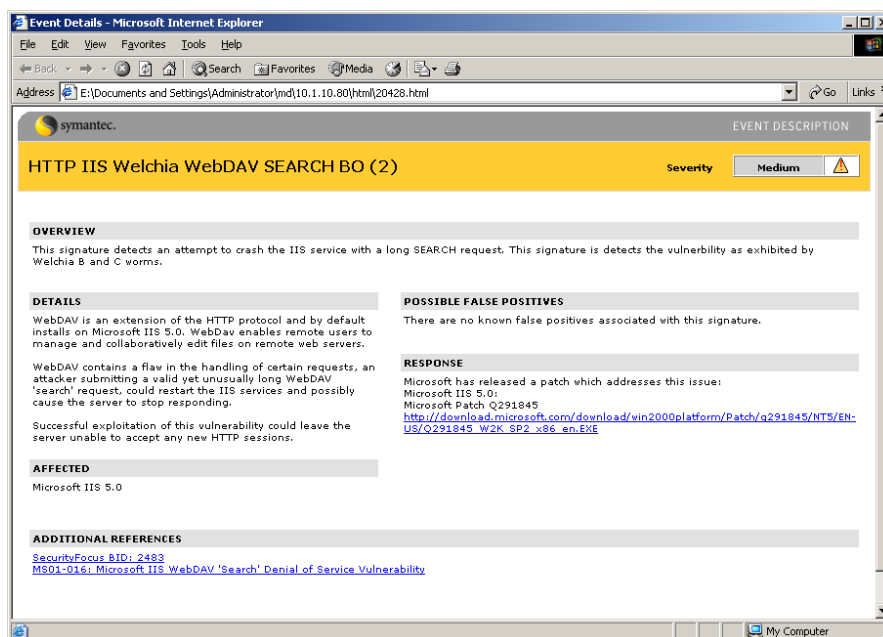 Event Details - Microsoft Internet Explorer
File Edit View Favorites Tools Help
Back Search Favorites Media
Address E:\Documents and Settings\Administrator\md\10.1.10.80\html\20428.html Go Links
symantec. EVENT DESCRIPTION
HTTP IIS Welchia WebDAV SEARCH BO (2) Severity Medium
OVERVIEW
This signature detects an attempt to crash the IIS service with a long SEARCH request. This signature is detects the vulnerbility as exhibited by
Welchia B and C worms.
DETAILS
WebDAV is an extension of the HTTP protocol and by default
installs on Microsoft IIS 5.0. WebDav enables remote users to
manage and collaboratively edit files on remote web servers.
WebDAV contains a flaw in the handling of certain requests, an
attacker submitting a valid yet unusually long WebDAV
'search' request, could restart the IIS services and possibly
cause the server to stop responding.
Successful exploitation of this vulnerability could leave the
server unable to accept any new HTTP sessions.
AFFECTED
Microsoft IIS 5.0
POSSIBLE FALSE POSITIVES
There are no known false positives associated with this signature.
RESPONSE
Microsoft has released a patch which addresses this issue:
Microsoft IIS 5.0:
Microsoft Patch Q291845
http://download.microsoft.com/download/win2000platform/Patch/q291845/NT5/EN-
US/Q291845_W2K_SP2_x86_en.EXE
ADDITIONAL REFERENCES
SecurityFocus BID: 2483
MS01-016: Microsoft IIS WebDAV 'Search' Denial of Service Vulnerability
My Computer